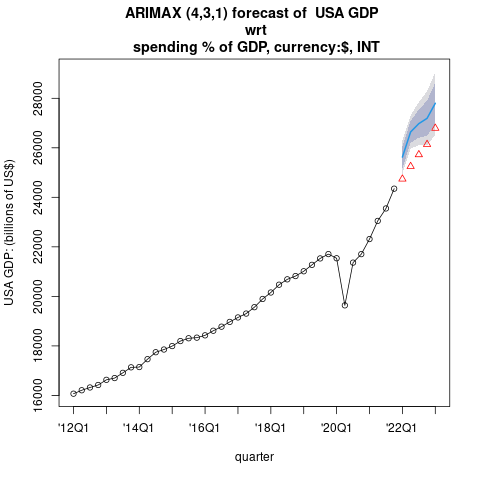 ARIMAX (4,3,1) forecast of  USA GDP
wrt
spending % of GDP, currency:$, INT
USA GDP: (billions of US$)
28000
26000
24000
22000
20000
18000
16000
'12Q1 '14Q1 '16Q1 '18Q1 '20Q1 '22Q1
quarter